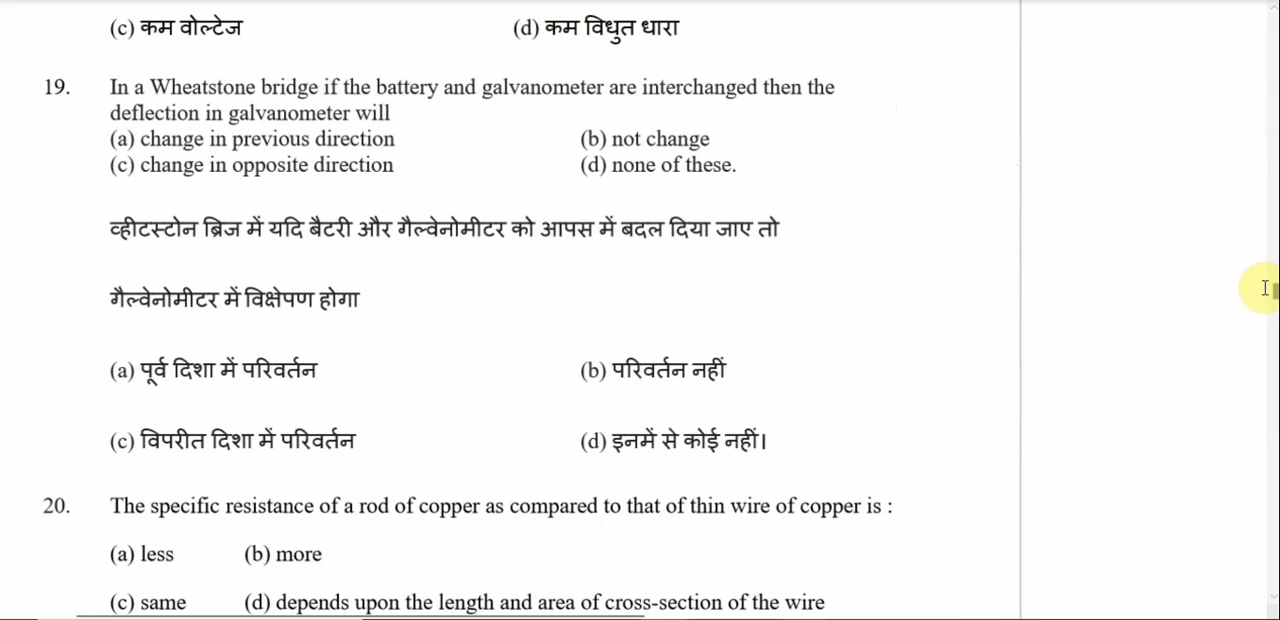 (c) कम वोल्टेज (d) कम विधुत धारा
19. In a Wheatstone bridge if the battery and galvanometer are interchanged then the
deflection in galvanometer will
(a) change in previous direction (b) not change
(c) change in opposite direction (d) none of these.
व्हीटस्टोन ब्रिज में यदि बैटरी और गैल्वेनोमीटर को आपस में बदल दिया जाए तो
गैल्वेनोमीटर में विक्षेपण होगा
(a) पूर्व दिशा में परिवर्तन (b) परिवर्तन नहीं
(c) विपरीत दिशा में परिवर्तन (d) इनमें से कोई नहीं।
20. The specific resistance of a rod of copper as compared to that of thin wire of copper is :
(a) less (b) more
(c) same (d) depends upon the length and area of cross-section of the wire